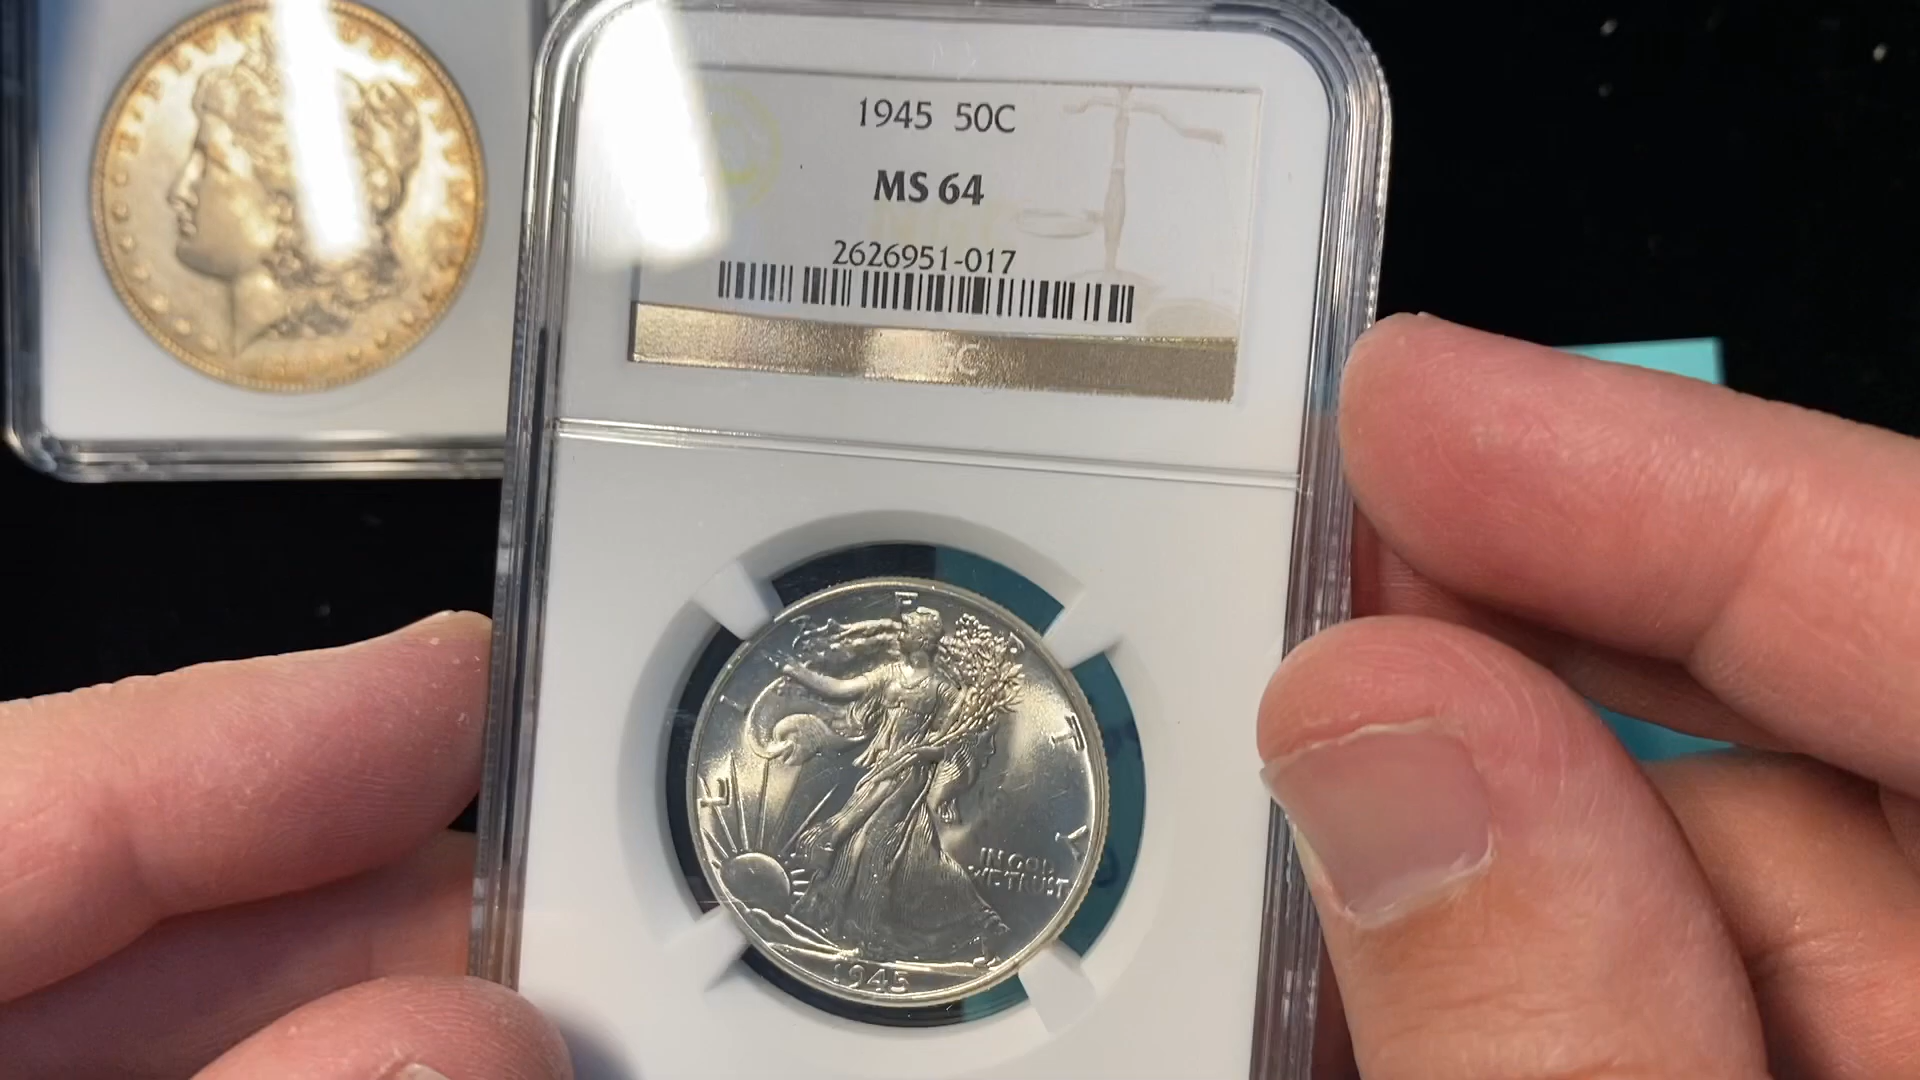 1945 50C
MS 64
2626951-017
LIBERTY
IN GOD
WE TRUST
1945